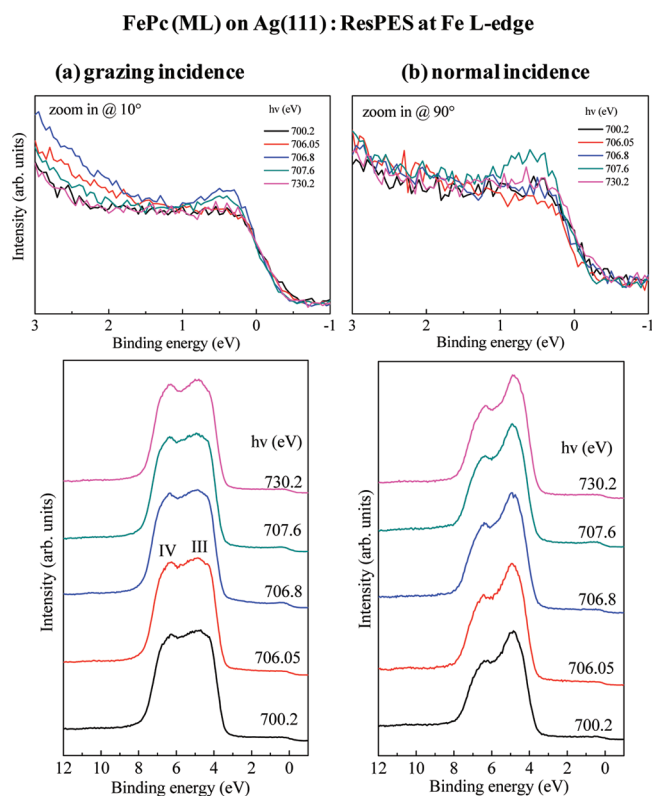 FePc (ML) on Ag(111) : ResPES at Fe L-edge
(a) grazing incidence
(b) normal incidence
zoom in @ 10°
hν (eV)
700.2
706.05
706.8
707.6
730.2
Intensity (arb. units)
3 2 1 0 -1
Binding energy (eV)
zoom in @ 90°
hν (eV)
700.2
706.05
706.8
707.6
730.2
Intensity (arb. units)
3 2 1 0 -1
Binding energy (eV)
hν (eV)
730.2
707.6
706.8
IV III
706.05
700.2
Intensity (arb. units)
12 10 8 6 4 2 0
Binding energy (eV)
hν (eV)
730.2
707.6
706.8
706.05
700.2
Intensity (arb. units)
12 10 8 6 4 2 0
Binding energy (eV)